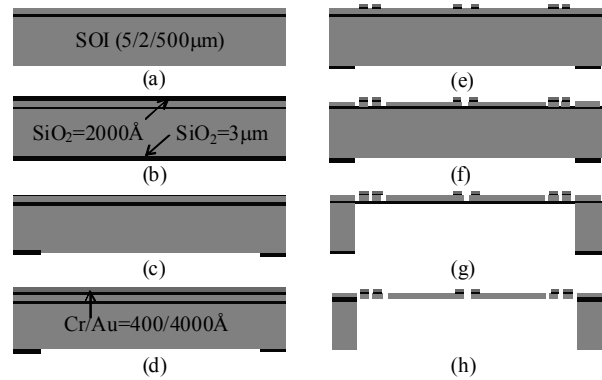 SOI (5/2/500μm)
(a)
SiO₂=2000Å SiO₂=3μm
(b)
(c)
Cr/Au=400/4000Å
(d)
(e)
(f)
(g)
(h)